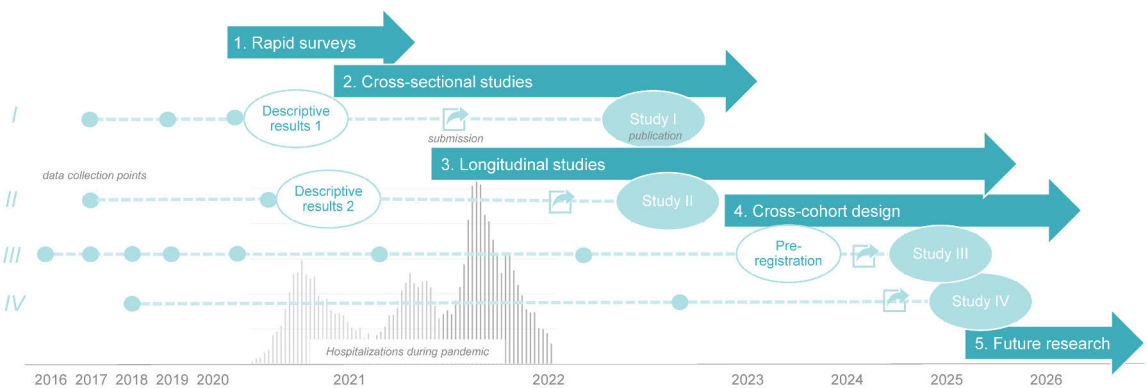 1. Rapid surveys
2. Cross-sectional studies
I
Descriptive
results 1
submission
Study I
publication
3. Longitudinal studies
data collection points
II
Descriptive
results 2
Study II
4. Cross-cohort design
III
Pre-
registration
Study III
IV
Study IV
5. Future research
Hospitalizations during pandemic
2016 2017 2018 2019 2020 2021 2022 2023 2024 2025 2026